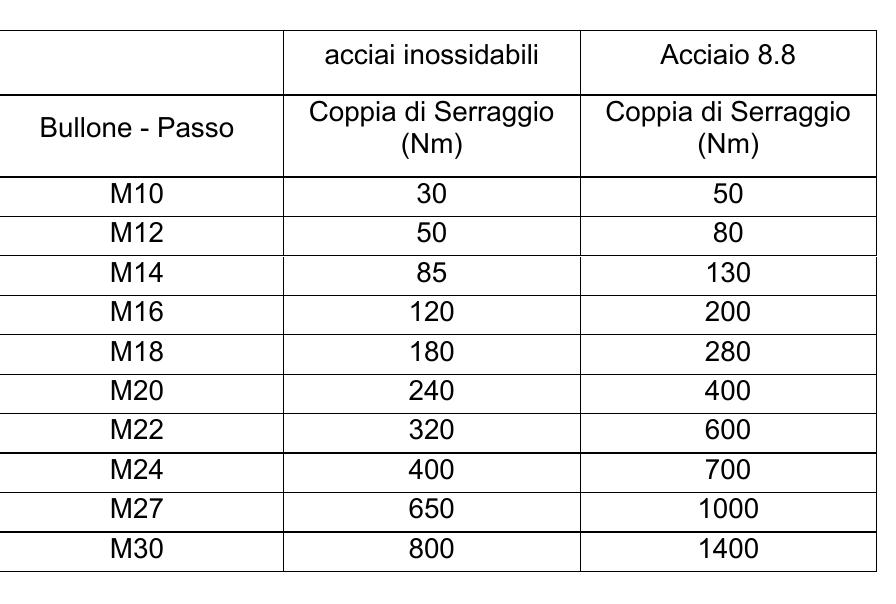 acciai inossidabili Acciaio 8.8
Bullone - Passo Coppia di Serraggio (Nm) Coppia di Serraggio (Nm)
M10 30 50
M12 50 80
M14 85 130
M16 120 200
M18 180 280
M20 240 400
M22 320 600
M24 400 700
M27 650 1000
M30 800 1400